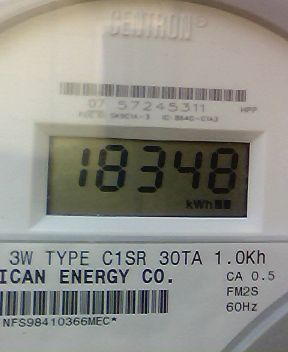 CENTRON®
07 57245311 HPP
18348
kWh
3W TYPE C1SR 30TA 1.0Kh
ICAN ENERGY CO.
CA 0.5
FM2S
60Hz
NFS98410366MEC*